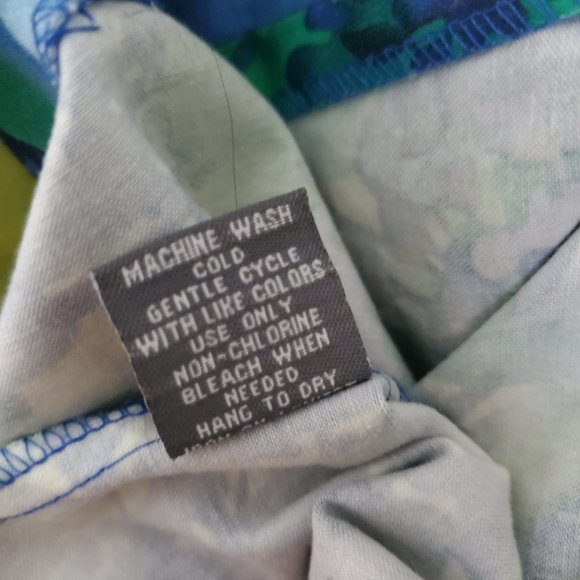 MACHINE WASH
COLD
GENTLE CYCLE
WITH LIKE COLORS
USE ONLY
NON-CHLORINE
BLEACH WHEN
NEEDED
HANG TO DRY